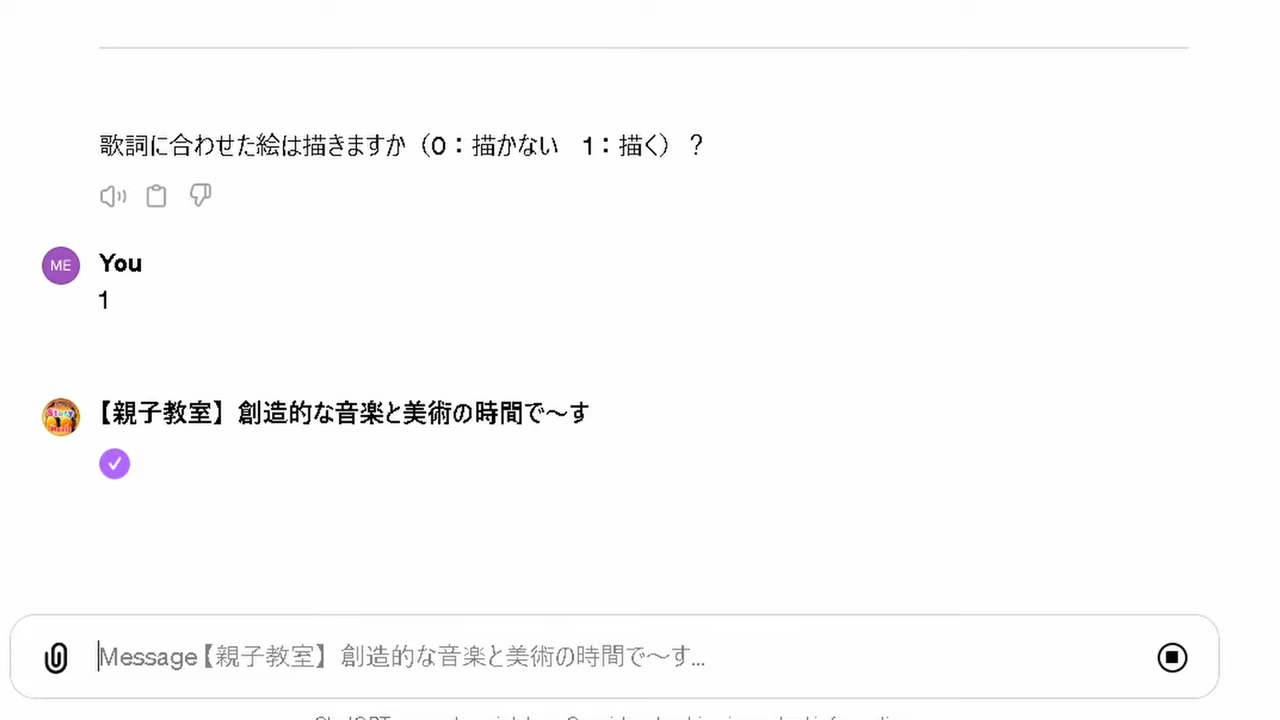 歌詞に合わせた絵は描きますか（0：描かない　1：描く）？
ME
You
1
【親子教室】創造的な音楽と美術の時間で～す
Message【親子教室】創造的な音楽と美術の時間で～す...